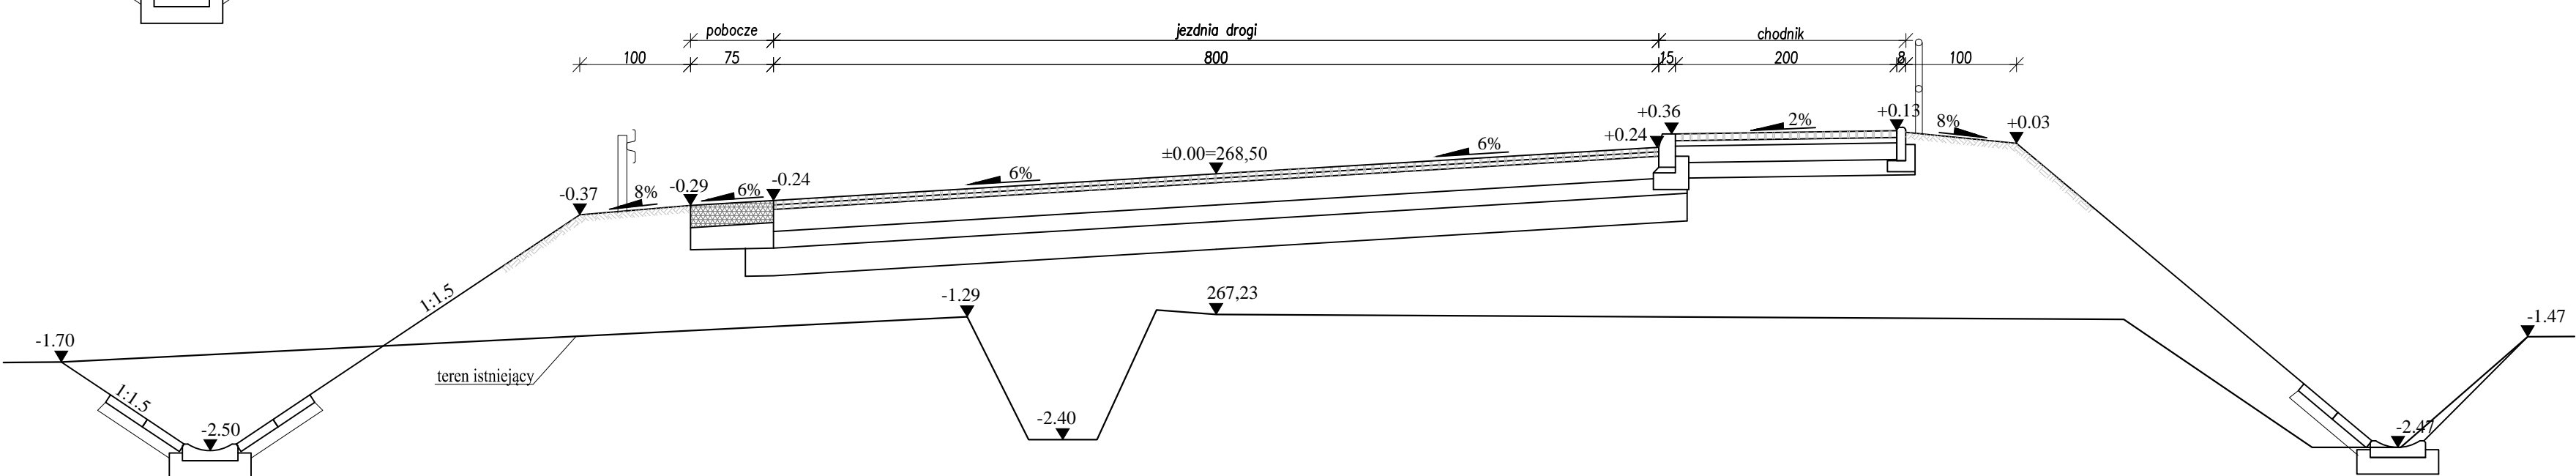 pobocze jezdnia drogi chodnik
100 75 800 15 200 8 100
+0.36 +0.13
2% 8% +0.03
+0.24
6%
±0.00=268,50
6%
-0.37 8% -0.29 6% -0.24
1:1.5
-1.29 267,23
-1.70 -1.47
teren istniejący
1:1.5
-2.40
-2.50 -2.47